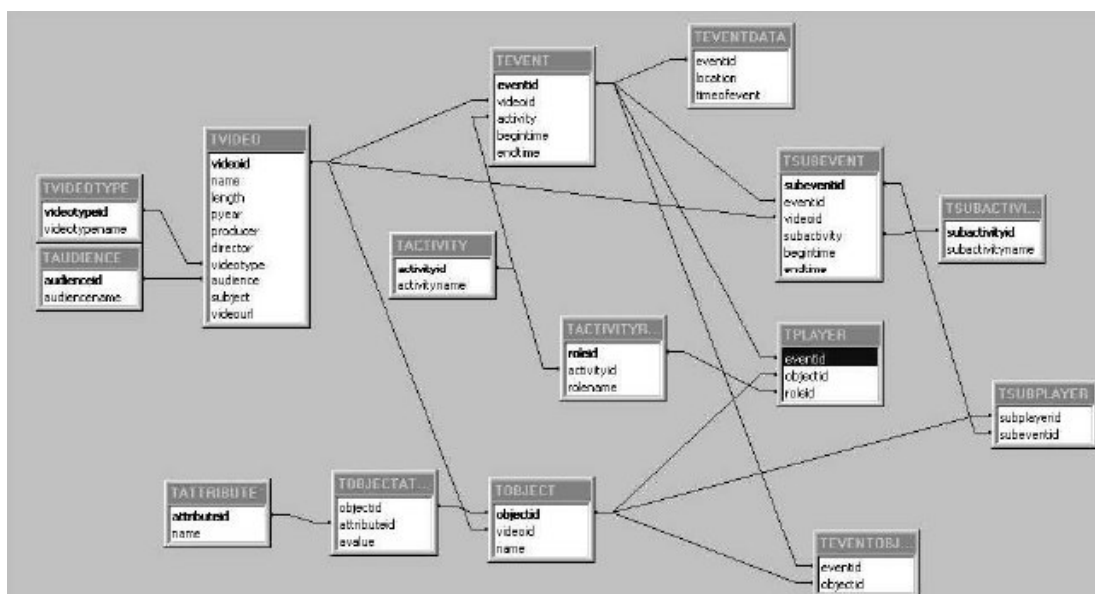 TEVENTDATA
eventid
location
timeofevent
TEVENT
eventid
videoid
activity
begintime
endtime
TVIDEO
videoid
name
length
pyear
producer
director
videotype
audience
subject
videourl
TSUBEVENT
subeventid
eventid
videoid
subactivity
begintime
endtime
TVIDEOTYPE
videotypeid
videotypename
TSUBACTIVI...
subactivityid
subactivityname
TAUDIENCE
audienceid
audiencename
TACTIVITY
activityid
activityname
TACTIVITYR...
roleid
activityid
rolename
TPLAYER
eventid
objectid
roleid
TSUBPLAYER
subplayerid
subeventid
TATTRIBUTE
attributeid
name
TOBJECTAT...
objectid
attributeid
avalue
TOBJECT
objectid
videoid
name
TEVENTOBJ...
eventid
objectid